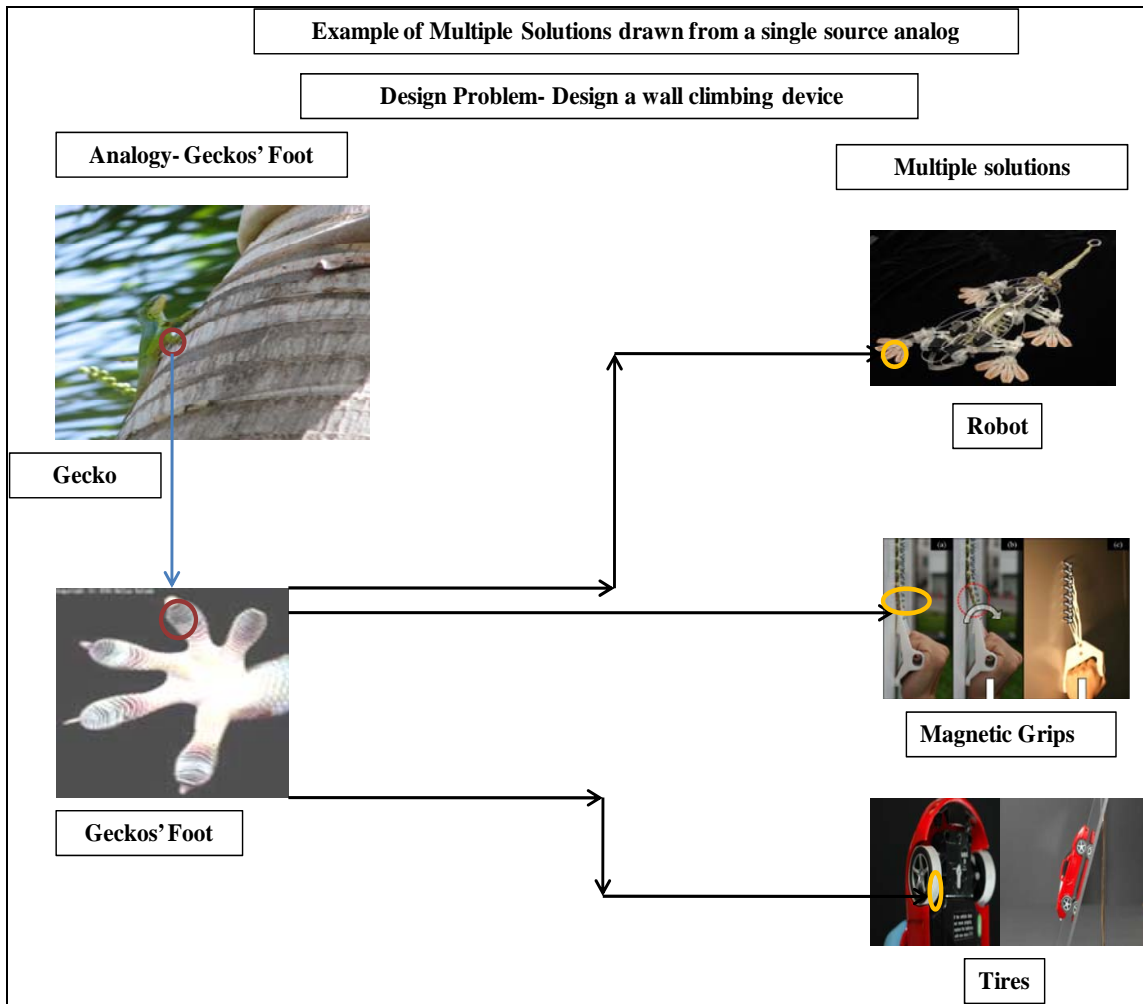 Example of Multiple Solutions drawn from a single source analog
Design Problem- Design a wall climbing device
Analogy- Geckos' Foot
Multiple solutions
Gecko
Robot
(a)
(b)
(c)
Magnetic Grips
Geckos' Foot
Tires